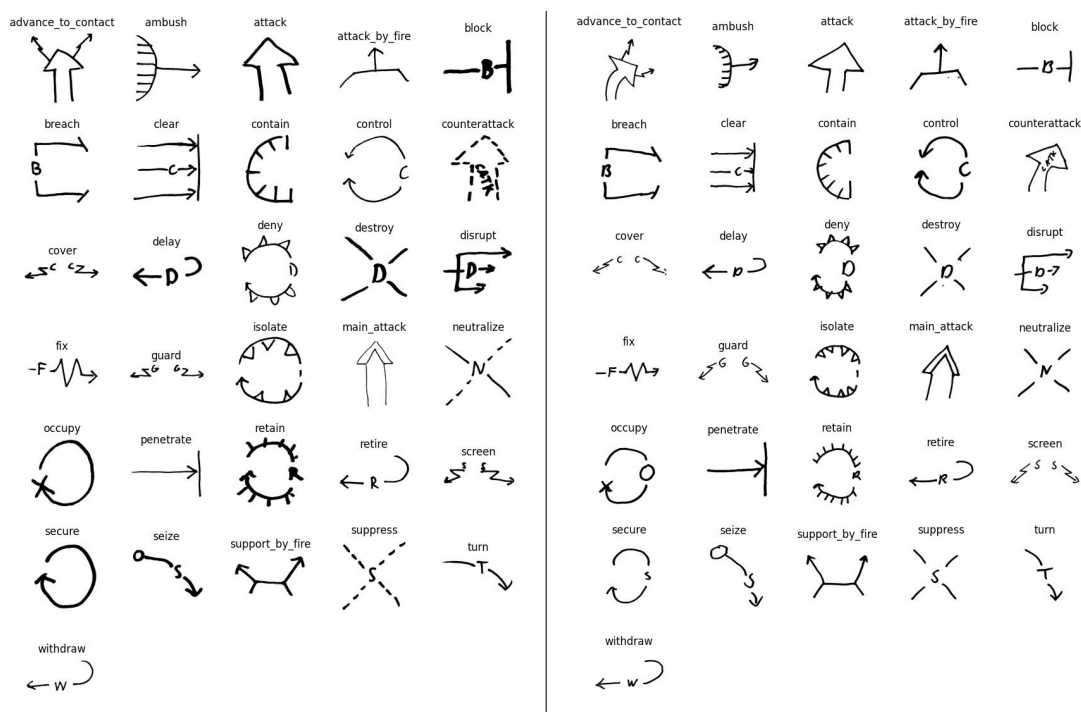 advance_to_contact ambush attack attack_by_fire block
B
breach clear contain control counterattack
B C C CATK
cover delay deny destroy disrupt
C C D D D D
fix guard isolate main_attack neutralize
F G G N
occupy penetrate retain retire screen
R R S S
secure seize support_by_fire suppress turn
S S T
withdraw
W
advance_to_contact ambush attack attack_by_fire block
B
breach clear contain control counterattack
B C C CATK
cover delay deny destroy disrupt
C C D D D D
fix guard isolate main_attack neutralize
F G G N
occupy penetrate retain retire screen
O R R S S
secure seize support_by_fire suppress turn
S S S T
withdraw
W